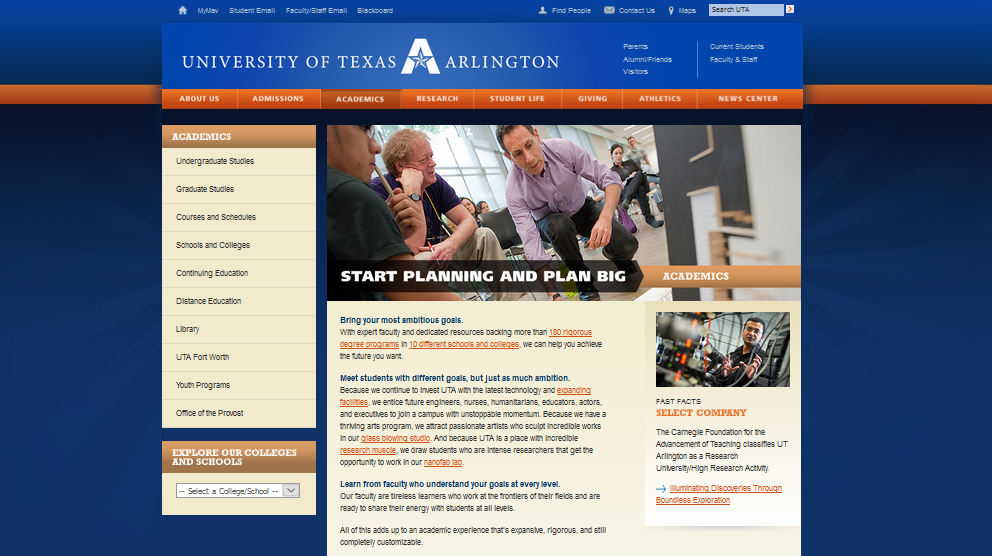 MyMav Student Email Faculty/Staff Email Blackboard
Find People Contact Us Maps Search UTA
UNIVERSITY OF TEXAS A ARLINGTON
Parents
Alumni/Friends
Visitors
Current Students
Faculty & Staff
ABOUT US ADMISSIONS ACADEMICS RESEARCH STUDENT LIFE GIVING ATHLETICS NEWS CENTER
ACADEMICS
Undergraduate Studies
Graduate Studies
Courses and Schedules
Schools and Colleges
Continuing Education
Distance Education
Library
UTA Fort Worth
Youth Programs
Office of the Provost
EXPLORE OUR COLLEGES
AND SCHOOLS
-- Select a College/School --
START PLANNING AND PLAN BIG
ACADEMICS
Bring your most ambitious goals.
With expert faculty and dedicated resources backing more than 180 rigorous
degree programs in 10 different schools and colleges, we can help you achieve
the future you want.
Meet students with different goals, but just as much ambition.
Because we continue to invest UTA with the latest technology and expanding
facilities, we entice future engineers, nurses, humanitarians, educators, actors,
and executives to join a campus with unstoppable momentum. Because we have a
thriving arts program, we attract passionate artists who sculpt incredible works
in our glass blowing studio. And because UTA is a place with incredible
research muscle, we draw students who are intense researchers that get the
opportunity to work in our nanofab lab.
Learn from faculty who understand your goals at every level.
Our faculty are tireless learners who work at the frontiers of their fields and are
ready to share their energy with students at all levels.
All of this adds up to an academic experience that's expansive, rigorous, and still
completely customizable.
FAST FACTS
SELECT COMPANY
The Carnegie Foundation for the
Advancement of Teaching classifies UT
Arlington as a Research
University/High Research Activity.
Illuminating Discoveries Through
Boundless Exploration